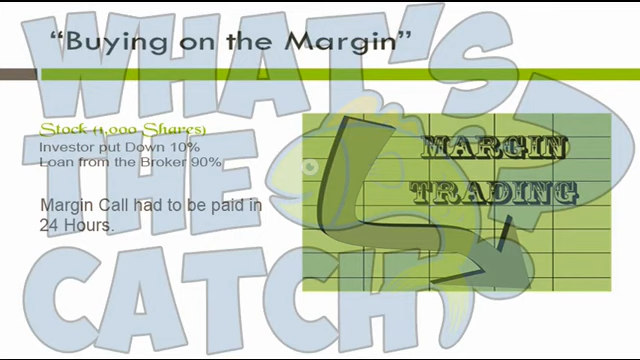 “Buying on the Margin”
WHAT'S
THE
CATCH?
Stock (1,000 Shares)
Investor put Down 10%
Loan from the Broker 90%
Margin Call had to be paid in
24 Hours.
MARGIN
TRADING